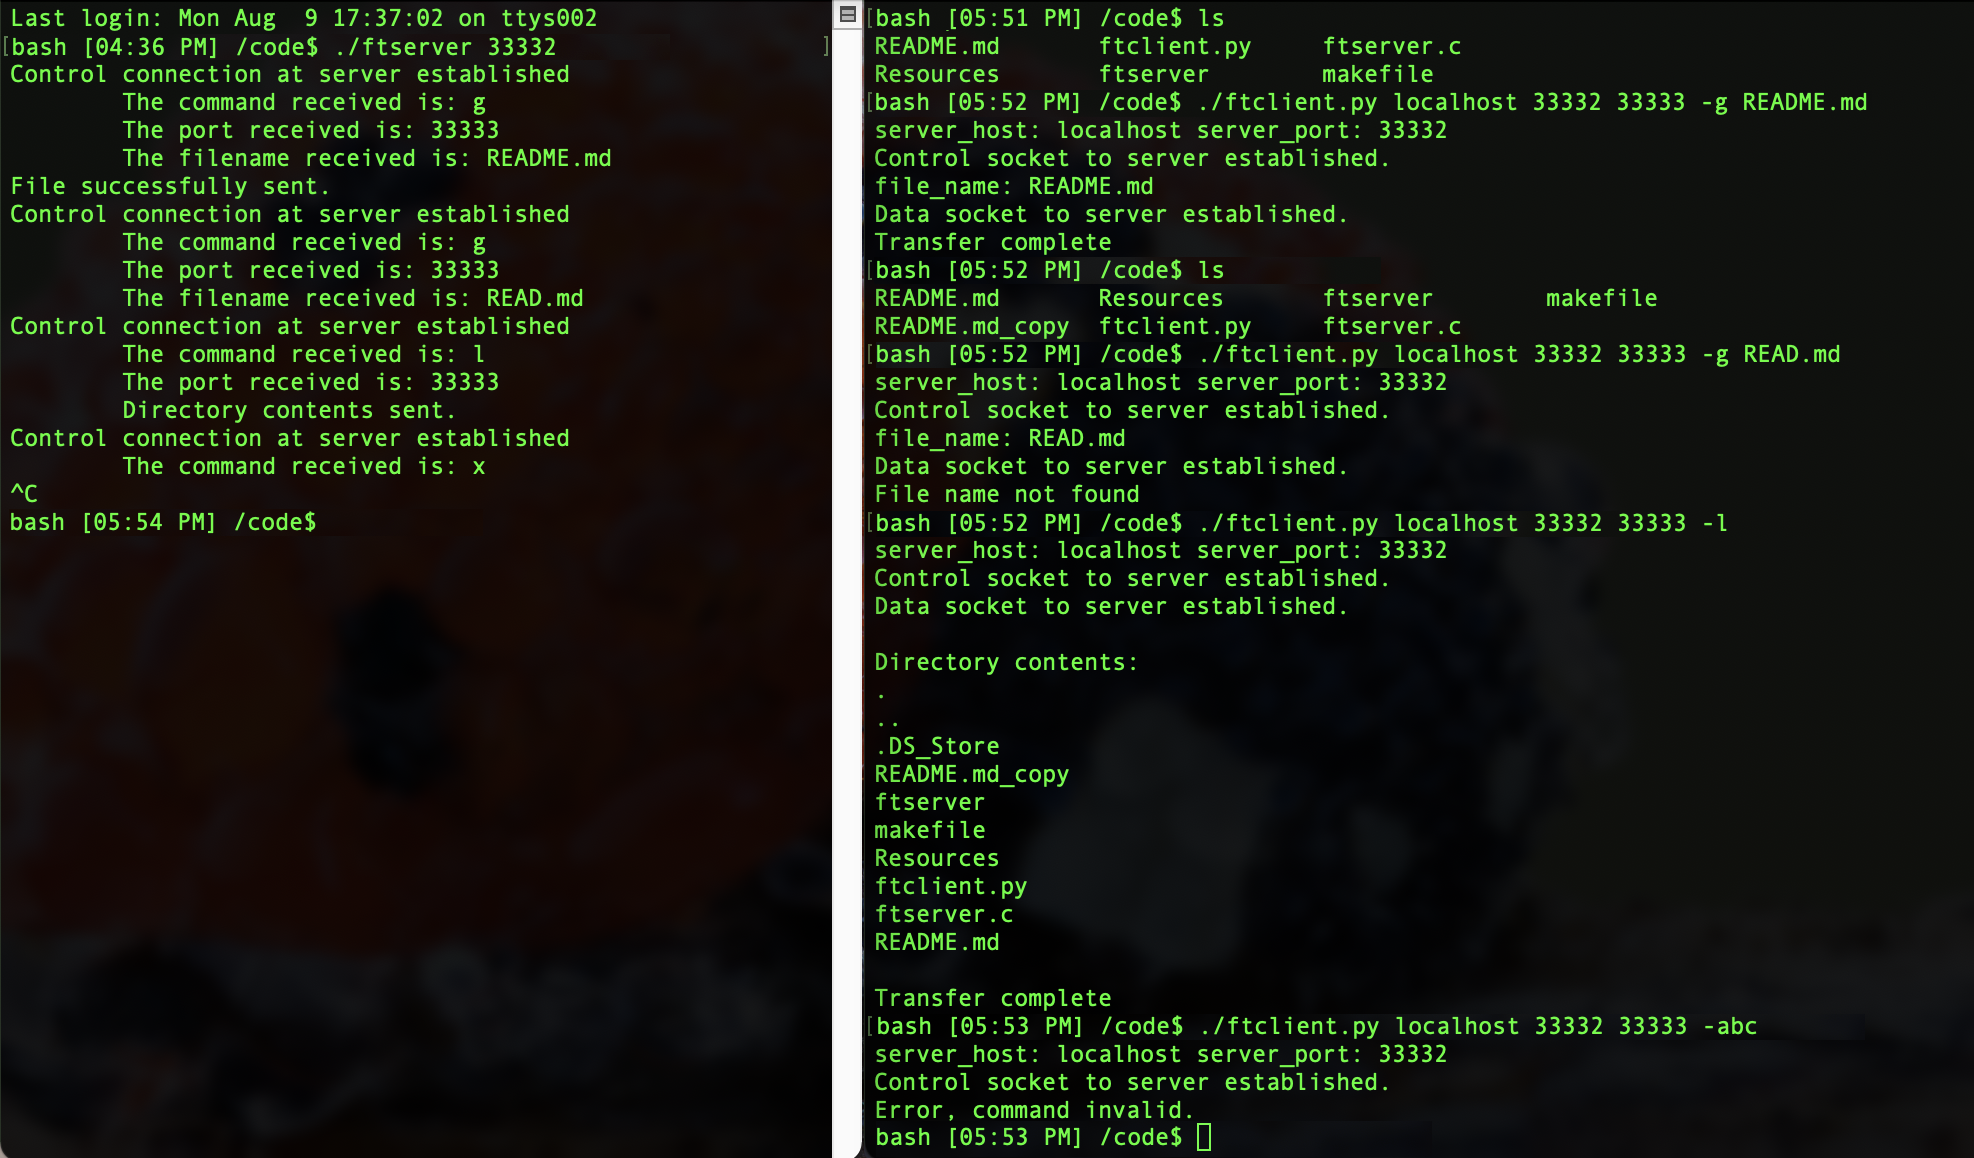 Last login: Mon Aug  9 17:37:02 on ttys002
[bash [04:36 PM] /code$ ./ftserver 33332 ]
Control connection at server established
        The command received is: g
        The port received is: 33333
        The filename received is: README.md
File successfully sent.
Control connection at server established
        The command received is: g
        The port received is: 33333
        The filename received is: READ.md
Control connection at server established
        The command received is: l
        The port received is: 33333
        Directory contents sent.
Control connection at server established
        The command received is: x
^C
bash [05:54 PM] /code$
[bash [05:51 PM] /code$ ls
README.md       ftclient.py     ftserver.c
Resources       ftserver        makefile
[bash [05:52 PM] /code$ ./ftclient.py localhost 33332 33333 -g README.md
server_host: localhost server_port: 33332
Control socket to server established.
file_name: README.md
Data socket to server established.
Transfer complete
[bash [05:52 PM] /code$ ls
README.md       Resources       ftserver        makefile
README.md_copy  ftclient.py     ftserver.c
[bash [05:52 PM] /code$ ./ftclient.py localhost 33332 33333 -g READ.md
server_host: localhost server_port: 33332
Control socket to server established.
file_name: READ.md
Data socket to server established.
File name not found
[bash [05:52 PM] /code$ ./ftclient.py localhost 33332 33333 -l
server_host: localhost server_port: 33332
Control socket to server established.
Data socket to server established.

Directory contents:
.
..
.DS_Store
README.md_copy
ftserver
makefile
Resources
ftclient.py
ftserver.c
README.md

Transfer complete
[bash [05:53 PM] /code$ ./ftclient.py localhost 33332 33333 -abc
server_host: localhost server_port: 33332
Control socket to server established.
Error, command invalid.
bash [05:53 PM] /code$